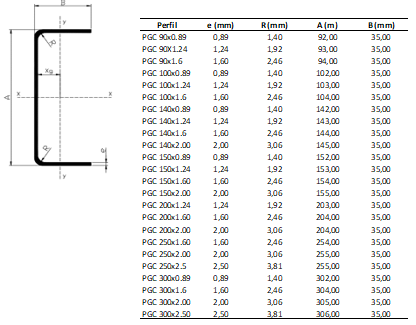 B
y
R
xg
x
x
A
R
e
y
Perfil e (mm) R (mm) A (m) B (mm)
PGC 90x0.89 0,89 1,40 92,00 35,00
PGC 90X1.24 1,24 1,92 93,00 35,00
PGC 90x1.6 1,60 2,46 94,00 35,00
PGC 100x0.89 0,89 1,40 102,00 35,00
PGC 100x1.24 1,24 1,92 103,00 35,00
PGC 100x1.6 1,60 2,46 104,00 35,00
PGC 140x0.89 0,89 1,40 142,00 35,00
PGC 140x1.24 1,24 1,92 143,00 35,00
PGC 140x1.6 1,60 2,46 144,00 35,00
PGC 140x2.00 2,00 3,06 145,00 35,00
PGC 150x0.89 0,89 1,40 152,00 35,00
PGC 150x1.24 1,24 1,92 153,00 35,00
PGC 150x1.60 1,60 2,46 154,00 35,00
PGC 150x2.00 2,00 3,06 155,00 35,00
PGC 200x1.24 1,24 1,92 203,00 35,00
PGC 200x1.60 1,60 2,46 204,00 35,00
PGC 200x2.00 2,00 3,06 204,00 35,00
PGC 250x1.60 1,60 2,46 254,00 35,00
PGC 250x2.00 2,00 3,06 255,00 35,00
PGC 250x2.5 2,50 3,81 255,00 35,00
PGC 300x0.89 0,89 1,40 302,00 35,00
PGC 300x1.6 1,60 2,46 304,00 35,00
PGC 300x2.00 2,00 3,06 305,00 35,00
PGC 300x2.50 2,50 3,81 306,00 35,00